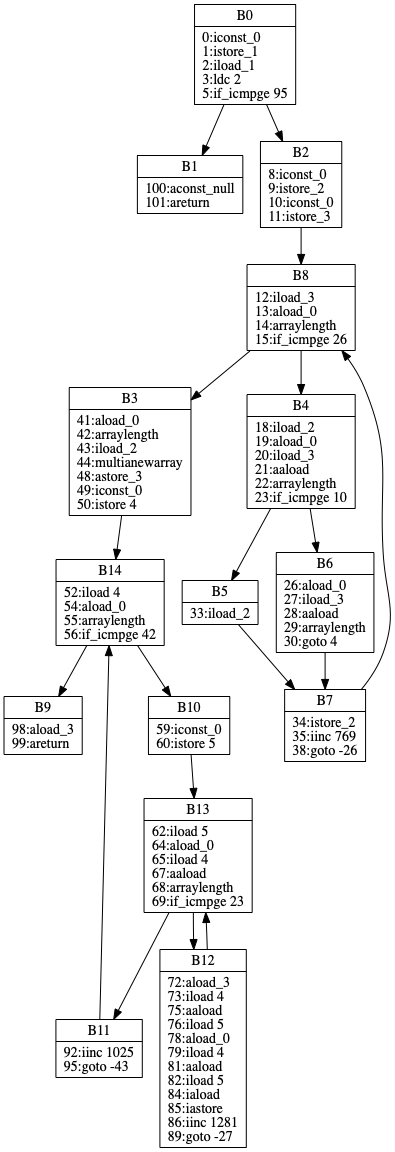 B0
0:iconst_0
1:istore_1
2:iload_1
3:ldc 2
5:if_icmpge 95
B1
100:aconst_null
101:areturn
B2
8:iconst_0
9:istore_2
10:iconst_0
11:istore_3
B8
12:iload_3
13:aload_0
14:arraylength
15:if_icmpge 26
B3
41:aload_0
42:arraylength
43:iload_2
44:multianewarray
48:astore_3
49:iconst_0
50:istore 4
B4
18:iload_2
19:aload_0
20:iload_3
21:aaload
22:arraylength
23:if_icmpge 10
B14
52:iload 4
54:aload_0
55:arraylength
56:if_icmpge 42
B5
33:iload_2
B6
26:aload_0
27:iload_3
28:aaload
29:arraylength
30:goto 4
B9
98:aload_3
99:areturn
B10
59:iconst_0
60:istore 5
B7
34:istore_2
35:iinc 769
38:goto -26
B13
62:iload 5
64:aload_0
65:iload 4
67:aaload
68:arraylength
69:if_icmpge 23
B11
92:iinc 1025
95:goto -43
B12
72:aload_3
73:iload 4
75:aaload
76:iload 5
78:aload_0
79:iload 4
81:aaload
82:iload 5
84:iaload
85:iastore
86:iinc 1281
89:goto -27